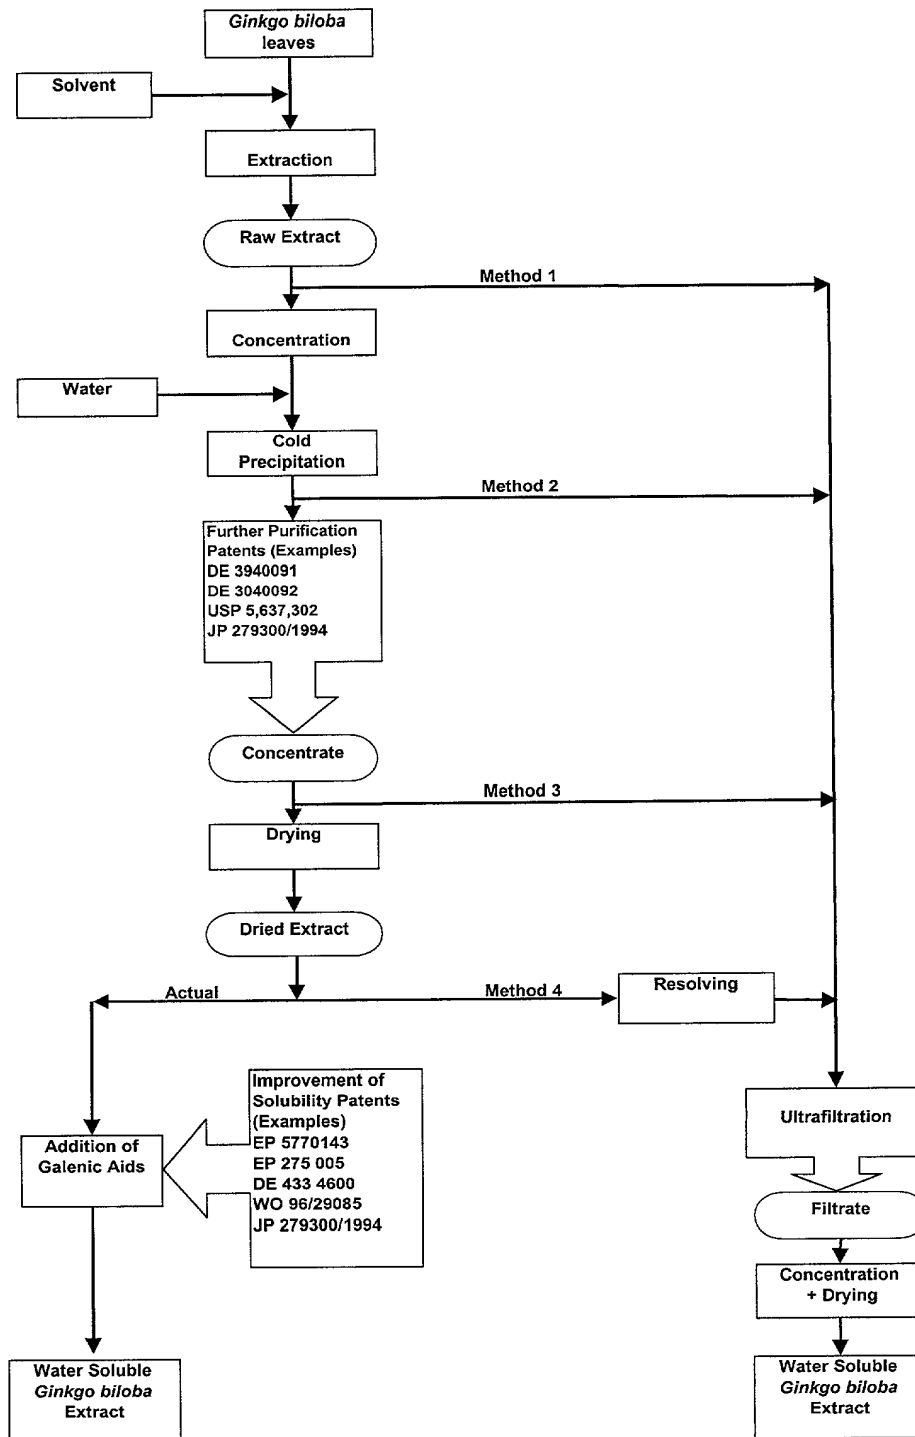 Ginkgo biloba
leaves
Solvent
Extraction
Raw Extract
Method 1
Concentration
Water
Cold
Precipitation
Method 2
Further Purification
Patents (Examples)
DE 3940091
DE 3040092
USP 5,637,302
JP 279300/1994
Concentrate
Method 3
Drying
Dried Extract
Actual
Method 4
Resolving
Improvement of
Solubility Patents
(Examples)
EP 5770143
EP 275 005
DE 433 4600
WO 96/29085
JP 279300/1994
Addition of
Galenic Aids
Ultrafiltration
Filtrate
Concentration
+ Drying
Water Soluble
Ginkgo biloba
Extract
Water Soluble
Ginkgo biloba
Extract